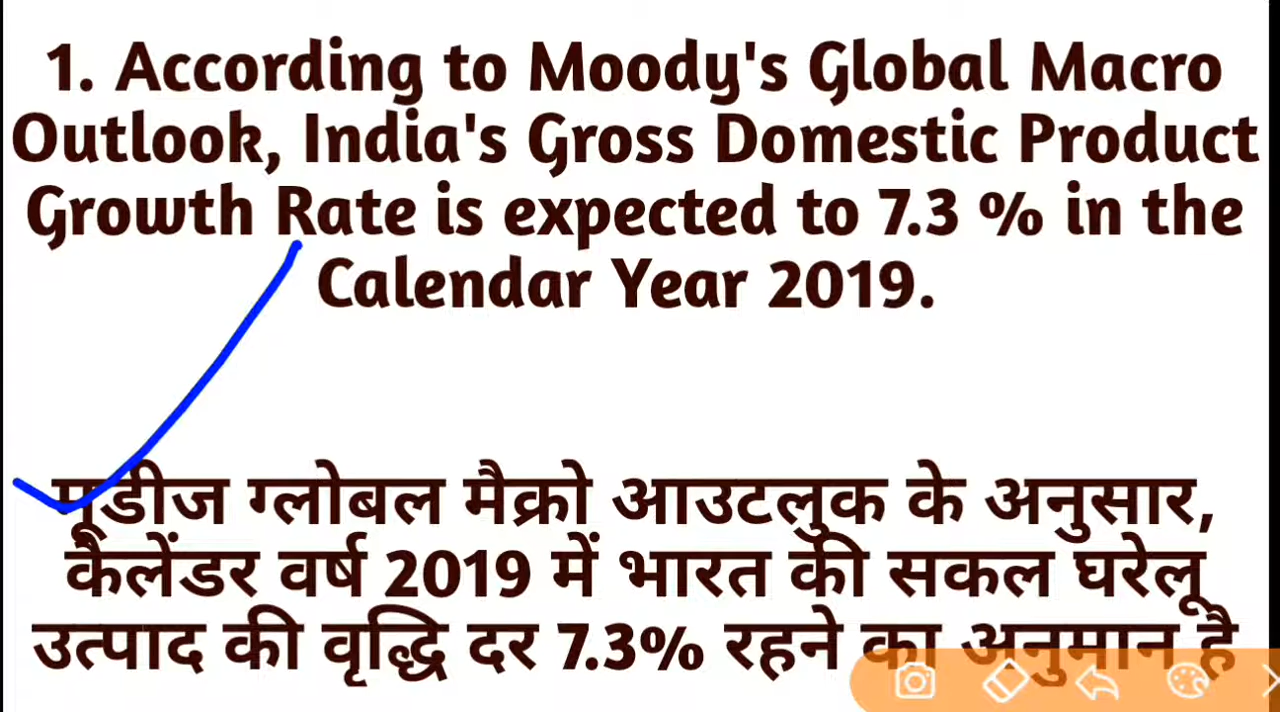 1. According to Moody's Global Macro
Outlook, India's Gross Domestic Product
Growth Rate is expected to 7.3 % in the
Calendar Year 2019.
मूडीज ग्लोबल मैक्रो आउटलुक के अनुसार,
कैलेंडर वर्ष 2019 में भारत की सकल घरेलू
उत्पाद की वृद्धि दर 7.3% रहने का अनुमान है